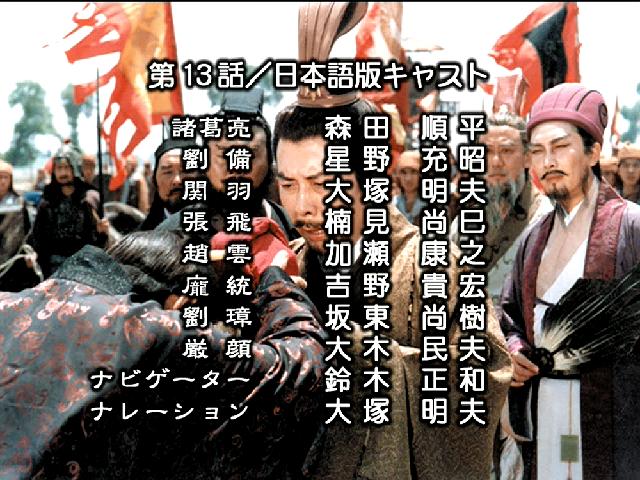 第13話／日本語版キャスト
諸葛亮 森田順平
劉備 星野充昭
関羽 大塚明夫
張飛 楠見尚巳
趙雲 加瀬康之
龐統 吉野貴宏
劉璋 坂東尚樹
厳顔 大木民夫
ナビゲーター 鈴木正和
ナレーション 大塚明夫